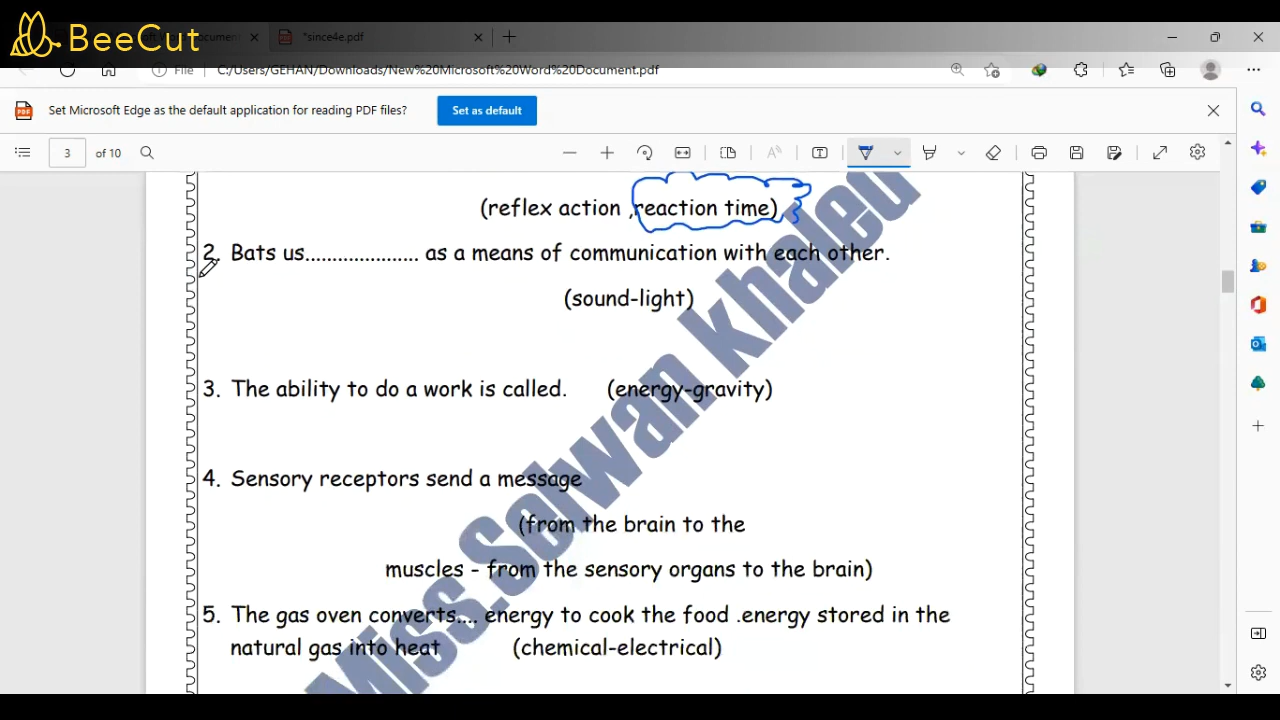 BeeCut
*since4e.pdf
File
C:/Users/GEHAN/Downloads/New%20Microsoft%20Word%20Document.pdf
Set Microsoft Edge as the default application for reading PDF files?
Set as default
3 of 10
(reflex action ,reaction time)
2. Bats us..................... as a means of communication with each other.
(sound-light)
3. The ability to do a work is called. (energy-gravity)
4. Sensory receptors send a message
(from the brain to the
muscles - from the sensory organs to the brain)
5. The gas oven converts.... energy to cook the food .energy stored in the
natural gas into heat (chemical-electrical)
Miss.Selwan khaled